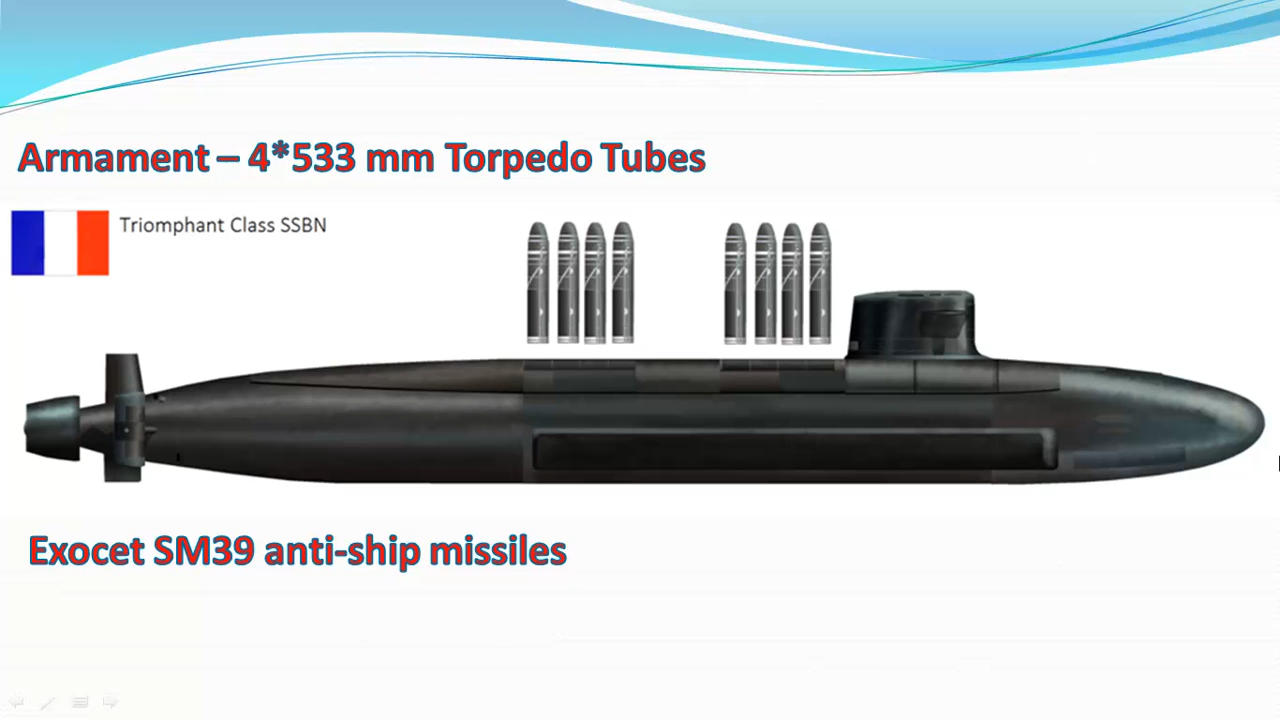 Armament – 4*533 mm Torpedo Tubes
Triomphant Class SSBN
Exocet SM39 anti-ship missiles